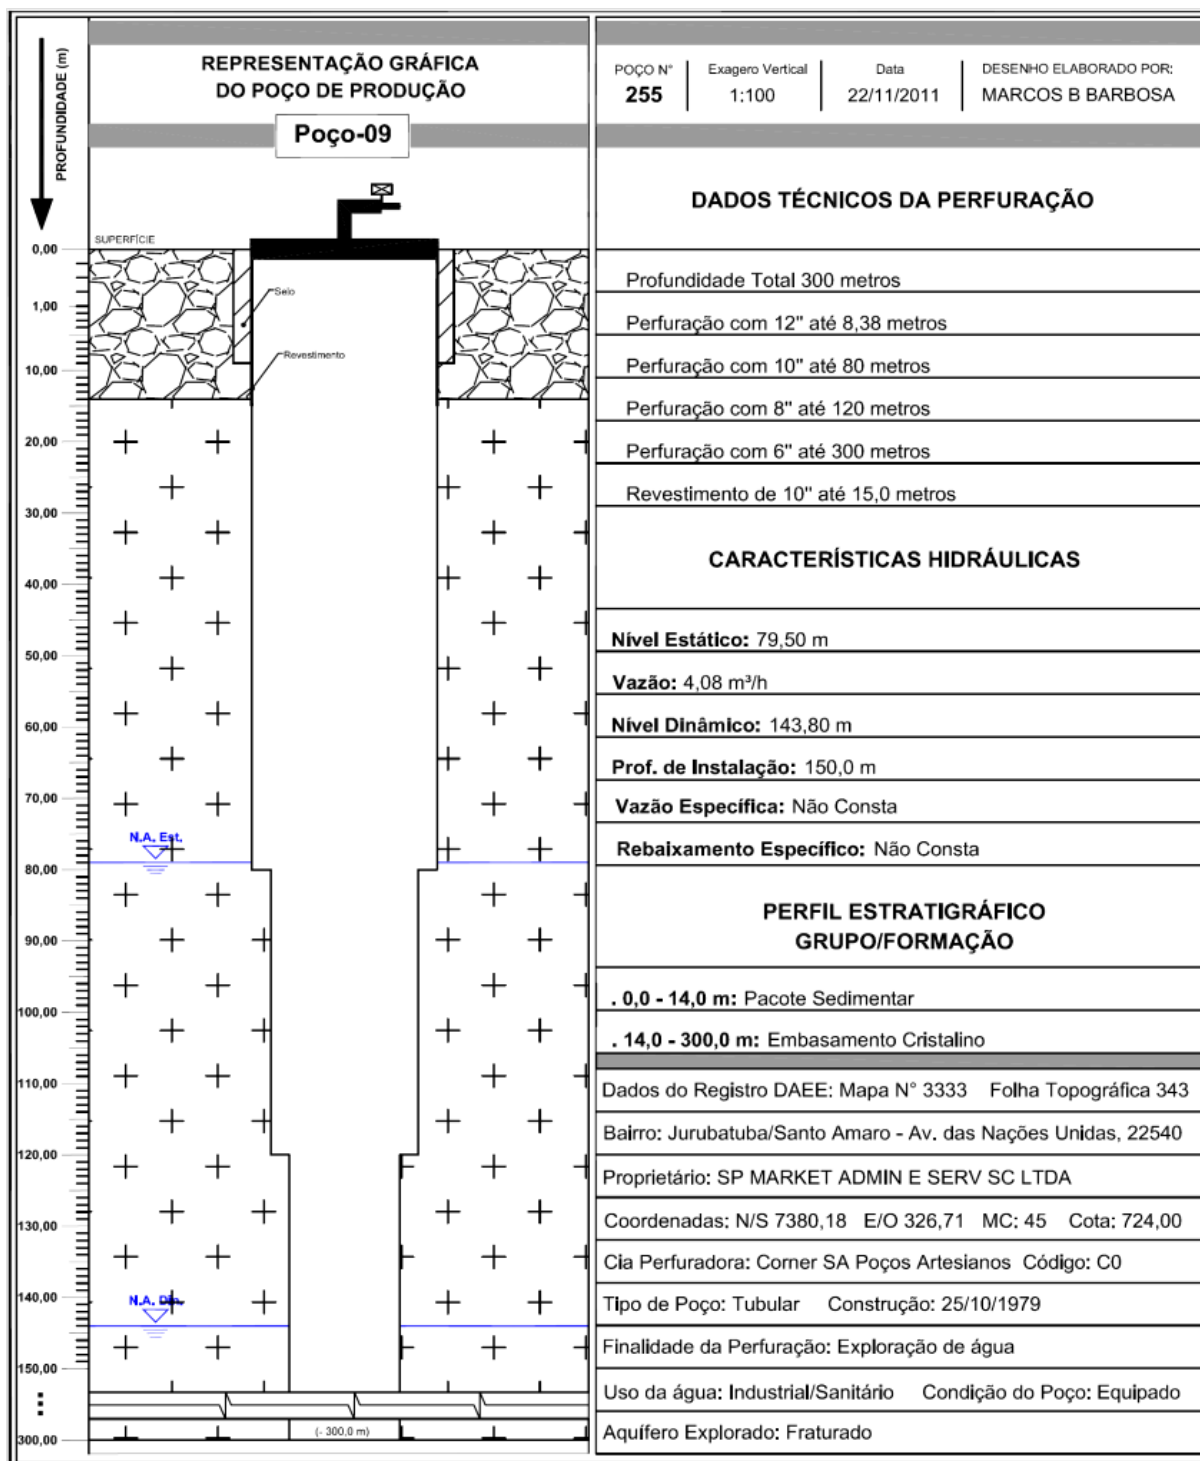 PROFUNDIDADE (m)
REPRESENTAÇÃO GRÁFICA
DO POÇO DE PRODUÇÃO
Poço-09
SUPERFÍCIE
Selo
Revestimento
0,00
1,00
10,00
20,00
30,00
40,00
50,00
60,00
70,00
80,00
90,00
100,00
110,00
120,00
130,00
140,00
150,00
300,00
N.A. Est.
N.A. Din.
(- 300,0 m)
POÇO N°
255
Exagero Vertical
1:100
Data
22/11/2011
DESENHO ELABORADO POR:
MARCOS B BARBOSA
DADOS TÉCNICOS DA PERFURAÇÃO
Profundidade Total 300 metros
Perfuração com 12" até 8,38 metros
Perfuração com 10" até 80 metros
Perfuração com 8" até 120 metros
Perfuração com 6" até 300 metros
Revestimento de 10" até 15,0 metros
CARACTERÍSTICAS HIDRÁULICAS
Nível Estático: 79,50 m
Vazão: 4,08 m³/h
Nível Dinâmico: 143,80 m
Prof. de Instalação: 150,0 m
Vazão Específica: Não Consta
Rebaixamento Específico: Não Consta
PERFIL ESTRATIGRÁFICO
GRUPO/FORMAÇÃO
. 0,0 - 14,0 m: Pacote Sedimentar
. 14,0 - 300,0 m: Embasamento Cristalino
Dados do Registro DAEE: Mapa N° 3333 Folha Topográfica 343
Bairro: Jurubatuba/Santo Amaro - Av. das Nações Unidas, 22540
Proprietário: SP MARKET ADMIN E SERV SC LTDA
Coordenadas: N/S 7380,18 E/O 326,71 MC: 45 Cota: 724,00
Cia Perfuradora: Corner SA Poços Artesianos Código: C0
Tipo de Poço: Tubular Construção: 25/10/1979
Finalidade da Perfuração: Exploração de água
Uso da água: Industrial/Sanitário Condição do Poço: Equipado
Aquífero Explorado: Fraturado